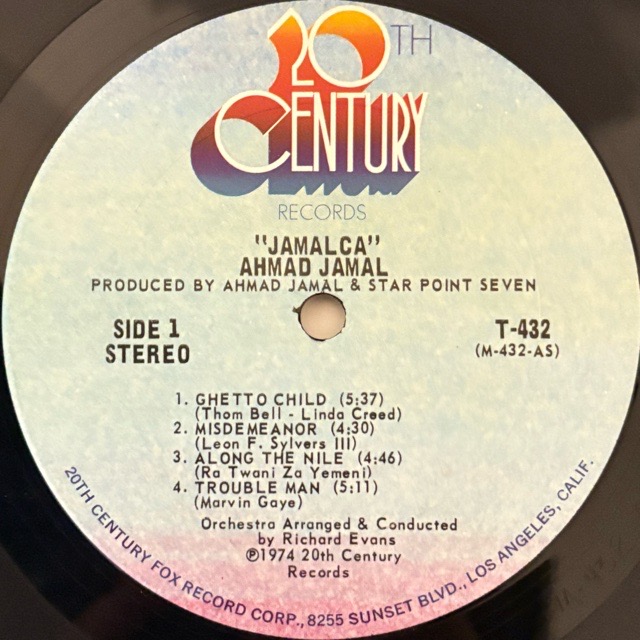 20TH
CENTURY
RECORDS
"JAMALCA"
AHMAD JAMAL
PRODUCED BY AHMAD JAMAL & STAR POINT SEVEN
SIDE 1
STEREO
T-432
(M-432-AS)
1. GHETTO CHILD (5:37)
(Thom Bell - Linda Creed)
2. MISDEMEANOR (4:30)
(Leon F. Sylvers III)
3. ALONG THE NILE (4:46)
(Ra Twani Za Yemeni)
4. TROUBLE MAN (5:11)
(Marvin Gaye)
Orchestra Arranged & Conducted
by Richard Evans
℗1974 20th Century
Records
20TH CENTURY FOX RECORD CORP., 8255 SUNSET BLVD., LOS ANGELES, CALIF.